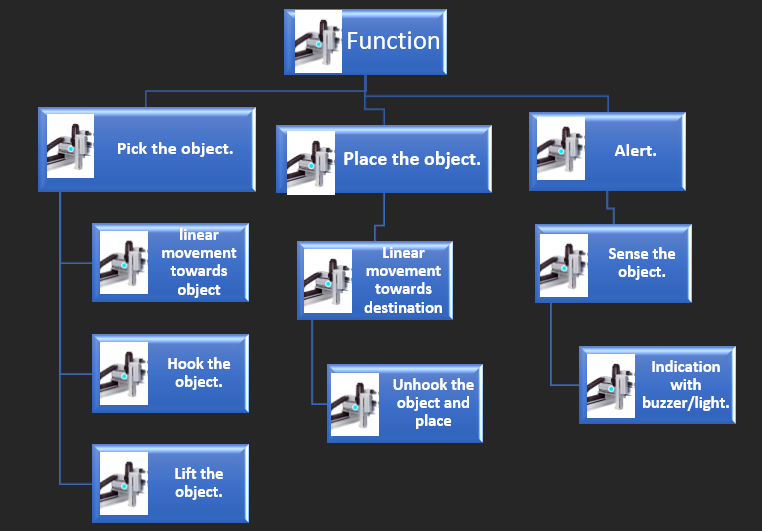 Function
Pick the object.
Place the object.
Alert.
linear
movement
towards
object
Linear
movement
towards
destination
Sense the
object.
Hook the
object.
Unhook the
object and
place
Indication
with
buzzer/light.
Lift the
object.